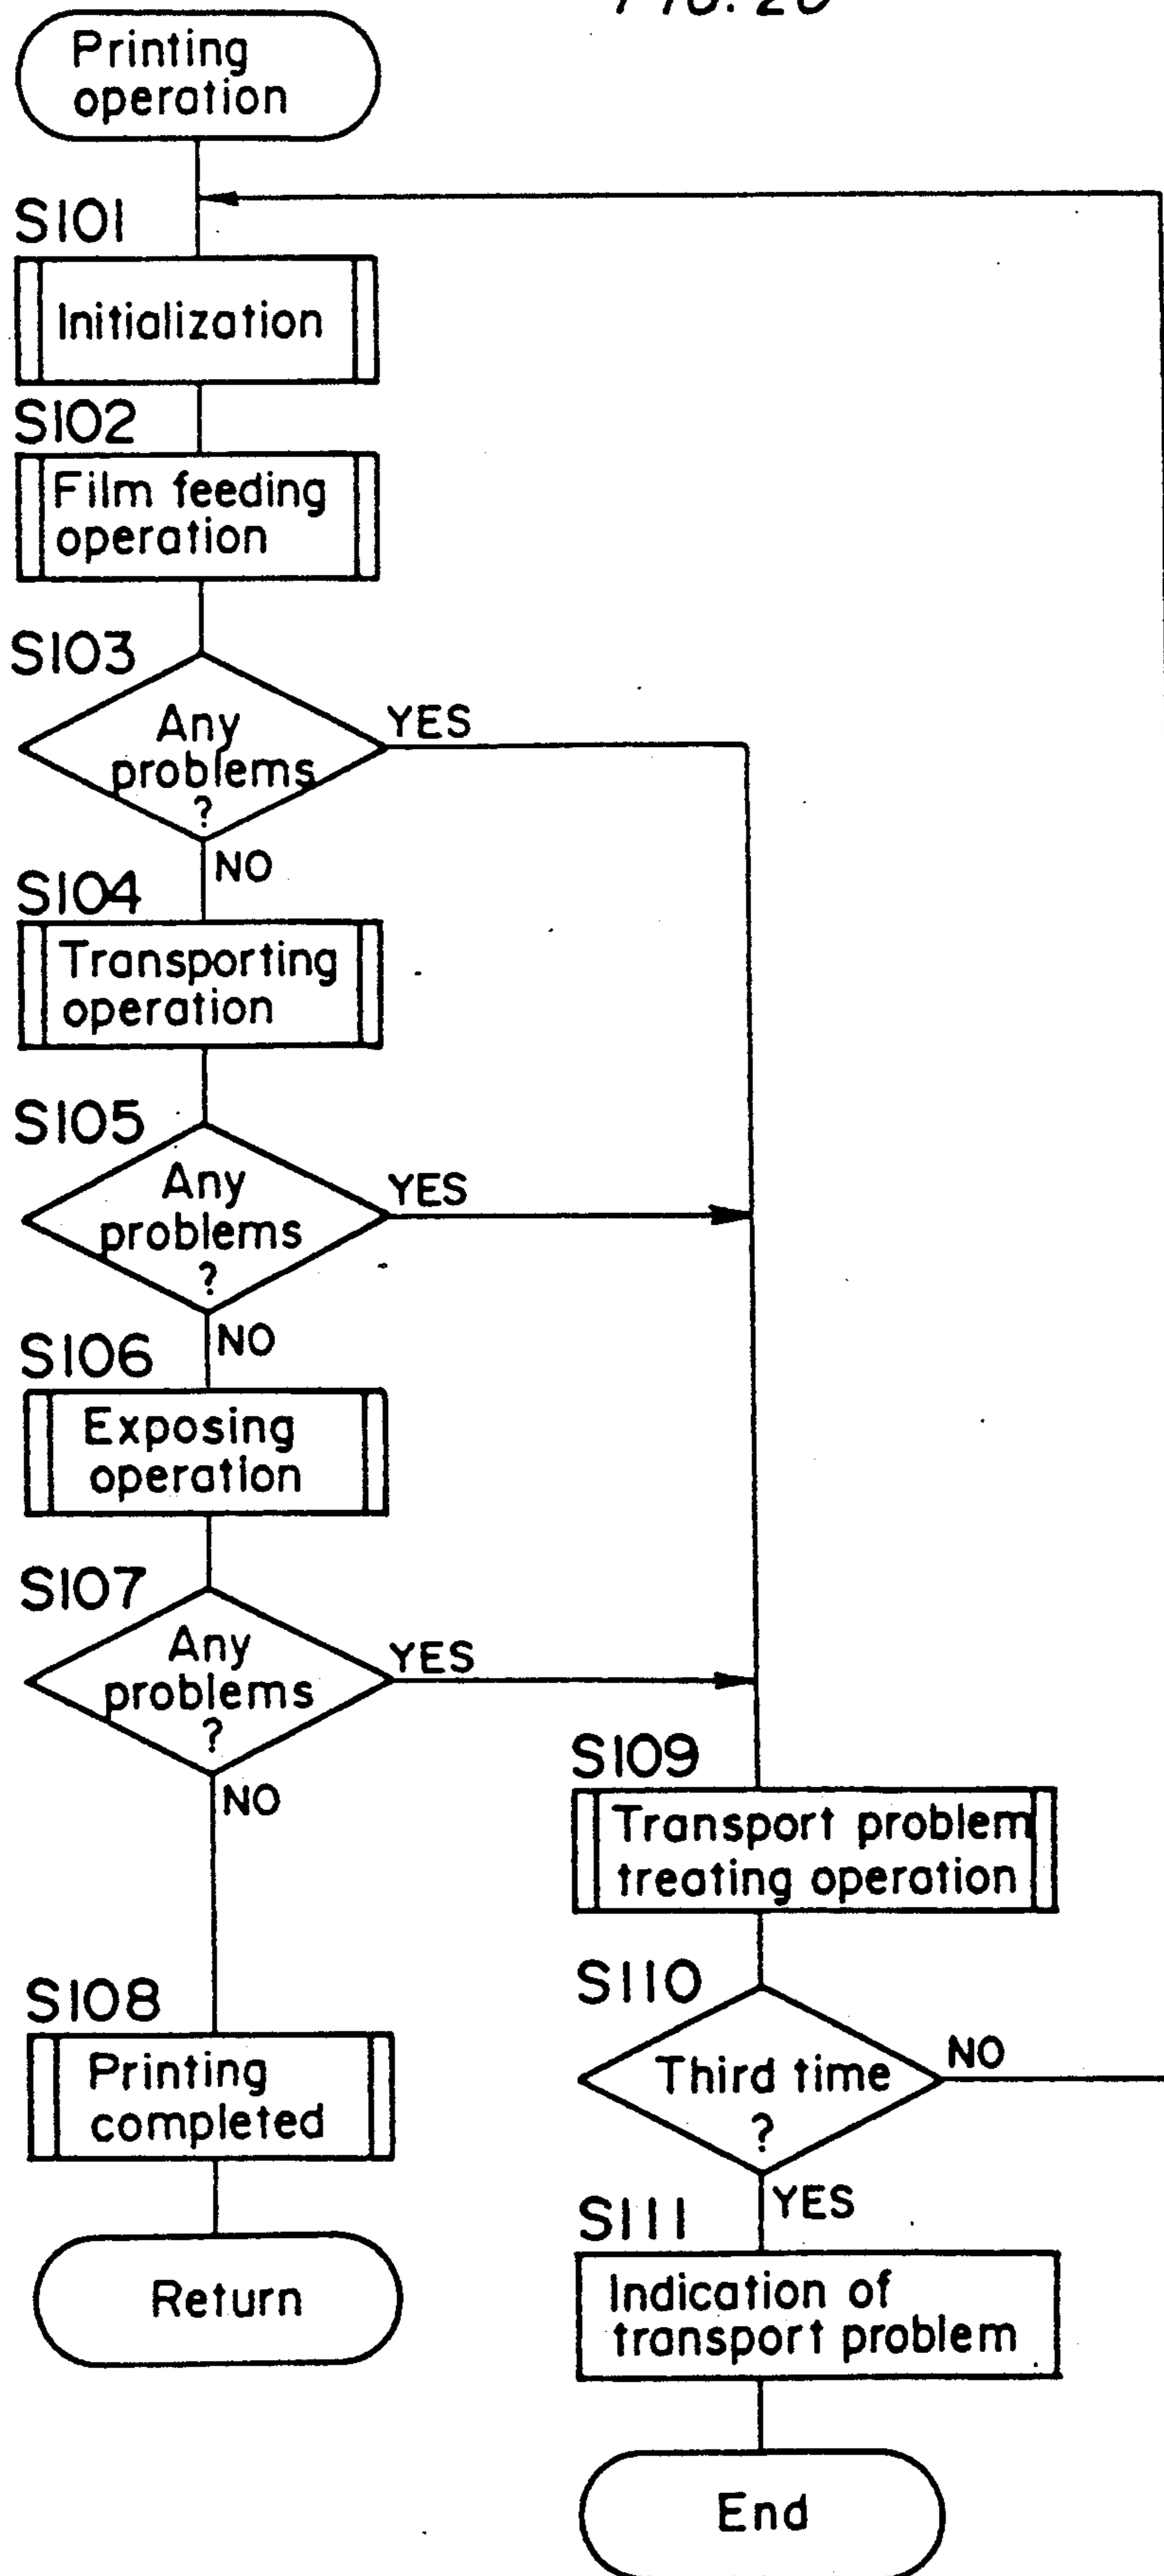 FIG. 20
Printing
operation
S101
Initialization
S102
Film feeding
operation
S103
Any
problems
?
YES
NO
S104
Transporting
operation
S105
Any
problems
?
YES
NO
S106
Exposing
operation
S107
Any
problems
?
YES
NO
S108
Printing
completed
Return
S109
Transport problem
treating operation
S110
Third time
?
NO
YES
S111
Indication of
transport problem
End